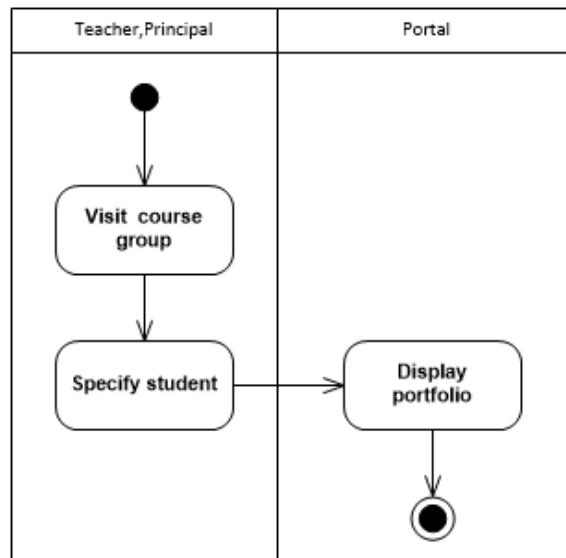 Teacher,Principal
Portal
Visit course
group
Specify student
Display
portfolio